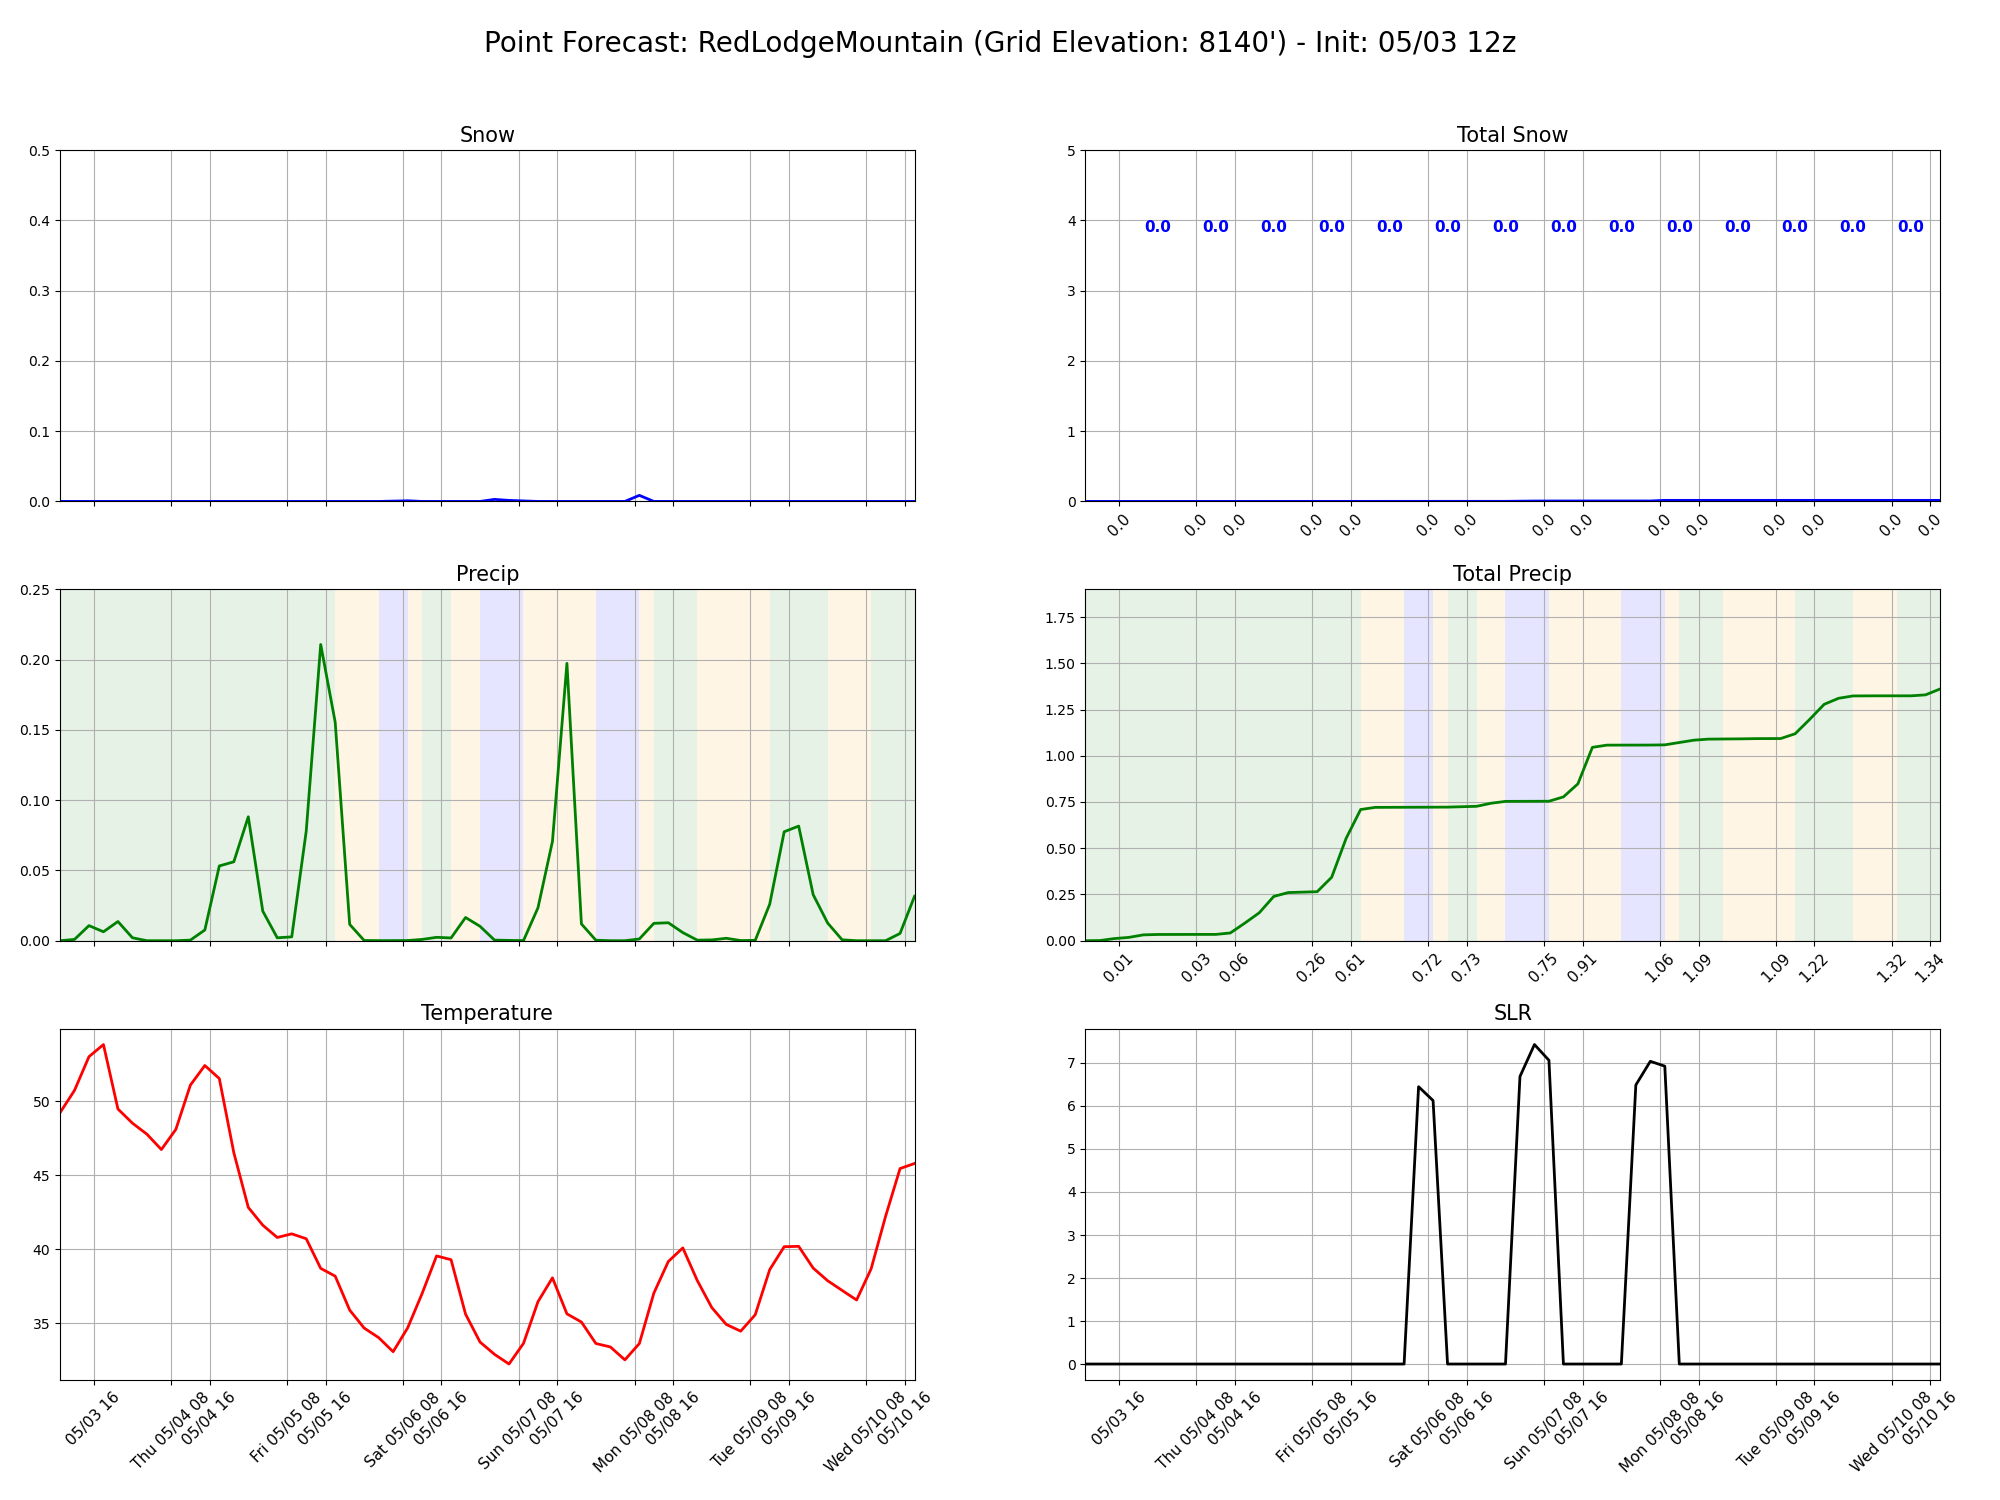 Point Forecast: RedLodgeMountain (Grid Elevation: 8140') - Init: 05/03 12z
Snow
0.5
0.4
0.3
0.2
0.1
0.0
Total Snow
5
4
3
2
1
0
0.0 0.0 0.0 0.0 0.0 0.0 0.0 0.0 0.0 0.0 0.0 0.0 0.0 0.0
0.0 0.0 0.0 0.0 0.0 0.0 0.0 0.0 0.0 0.0 0.0 0.0 0.0 0.0 0.0
Precip
0.25
0.20
0.15
0.10
0.05
0.00
Total Precip
1.75
1.50
1.25
1.00
0.75
0.50
0.25
0.00
0.01 0.03 0.06 0.26 0.61 0.72 0.73 0.75 0.91 1.06 1.09 1.09 1.22 1.32 1.34
Temperature
50
45
40
35
05/03 16
Thu 05/04 08
05/04 16
Fri 05/05 08
05/05 16
Sat 05/06 08
05/06 16
Sun 05/07 08
05/07 16
Mon 05/08 08
05/08 16
Tue 05/09 08
05/09 16
Wed 05/10 08
05/10 16
SLR
7
6
5
4
3
2
1
0
05/03 16
Thu 05/04 08
05/04 16
Fri 05/05 08
05/05 16
Sat 05/06 08
05/06 16
Sun 05/07 08
05/07 16
Mon 05/08 08
05/08 16
Tue 05/09 08
05/09 16
Wed 05/10 08
05/10 16